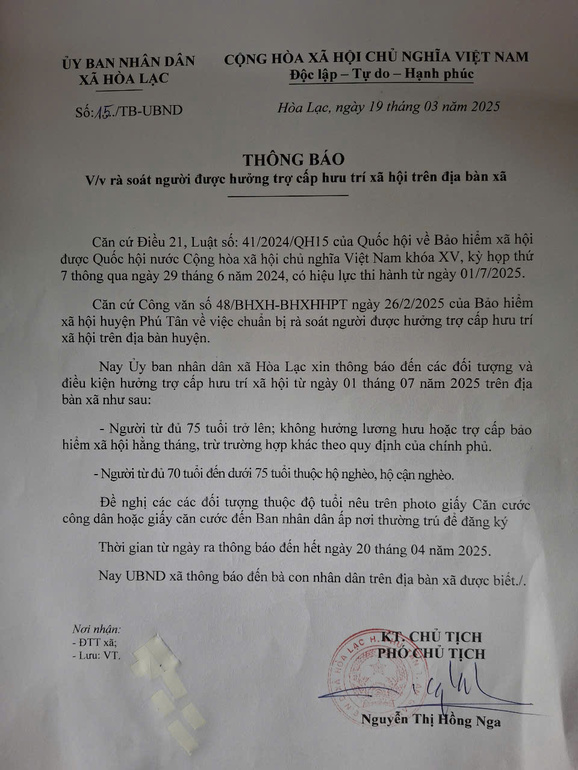 ỦY BAN NHÂN DÂN
XÃ HÒA LẠC
CỘNG HÒA XÃ HỘI CHỦ NGHĨA VIỆT NAM
Độc lập – Tự do – Hạnh phúc
Số:15./TB-UBND
Hòa Lạc, ngày 19 tháng 03 năm 2025
THÔNG BÁO
V/v rà soát người được hưởng trợ cấp hưu trí xã hội trên địa bàn xã
Căn cứ Điều 21, Luật số: 41/2024/QH15 của Quốc hội về Bảo hiểm xã hội
được Quốc hội nước Cộng hòa xã hội chủ nghĩa Việt Nam khóa XV, kỳ họp thứ
7 thông qua ngày 29 tháng 6 năm 2024, có hiệu lực thi hành từ ngày 01/7/2025.
Căn cứ Công văn số 48/BHXH-BHXHHPT ngày 26/2/2025 của Bảo hiểm
xã hội huyện Phú Tân về việc chuẩn bị rà soát người được hưởng trợ cấp hưu trí
xã hội trên địa bàn huyện.
Nay Ủy ban nhân dân xã Hòa Lạc xin thông báo đến các đối tượng và
điều kiện hưởng trợ cấp hưu trí xã hội từ ngày 01 tháng 07 năm 2025 trên địa
bàn xã như sau:
- Người từ đủ 75 tuổi trở lên; không hưởng lương hưu hoặc trợ cấp bảo
hiểm xã hội hằng tháng, trừ trường hợp khác theo quy định của chính phủ.
- Người từ đủ 70 tuổi đến dưới 75 tuổi thuộc hộ nghèo, hộ cận nghèo.
Đề nghị các các đối tượng thuộc độ tuổi nêu trên photo giấy Căn cước
công dân hoặc giấy căn cước đến Ban nhân dân ấp nơi thường trú để đăng ký
Thời gian từ ngày ra thông báo đến hết ngày 20 tháng 04 năm 2025.
Nay UBND xã thông báo đến bà con nhân dân trên địa bàn xã được biết./.
Nơi nhận:
- ĐTT xã;
- Lưu: VT.
KT. CHỦ TỊCH
PHÓ CHỦ TỊCH
Nguyễn Thị Hồng Nga